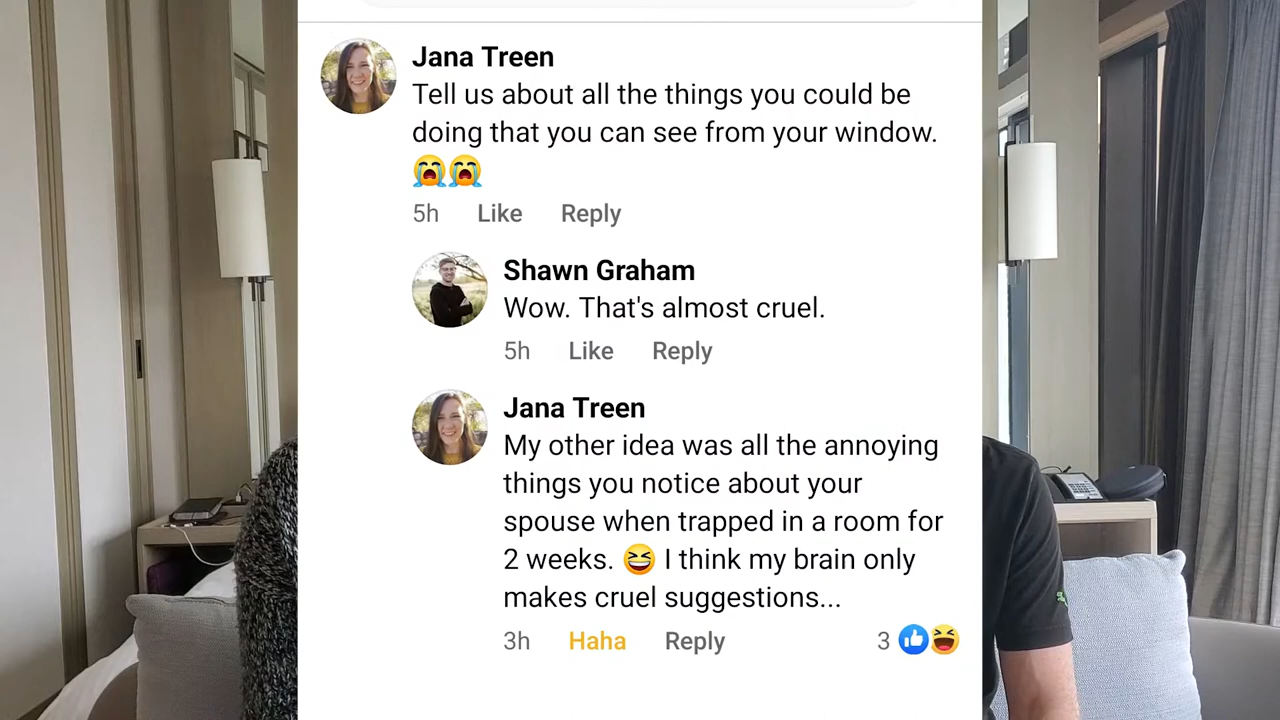 Jana Treen
Tell us about all the things you could be
doing that you can see from your window.
😭😭
5h Like Reply
Shawn Graham
Wow. That's almost cruel.
5h Like Reply
Jana Treen
My other idea was all the annoying
things you notice about your
spouse when trapped in a room for
2 weeks. 😆 I think my brain only
makes cruel suggestions...
3h Haha Reply 3